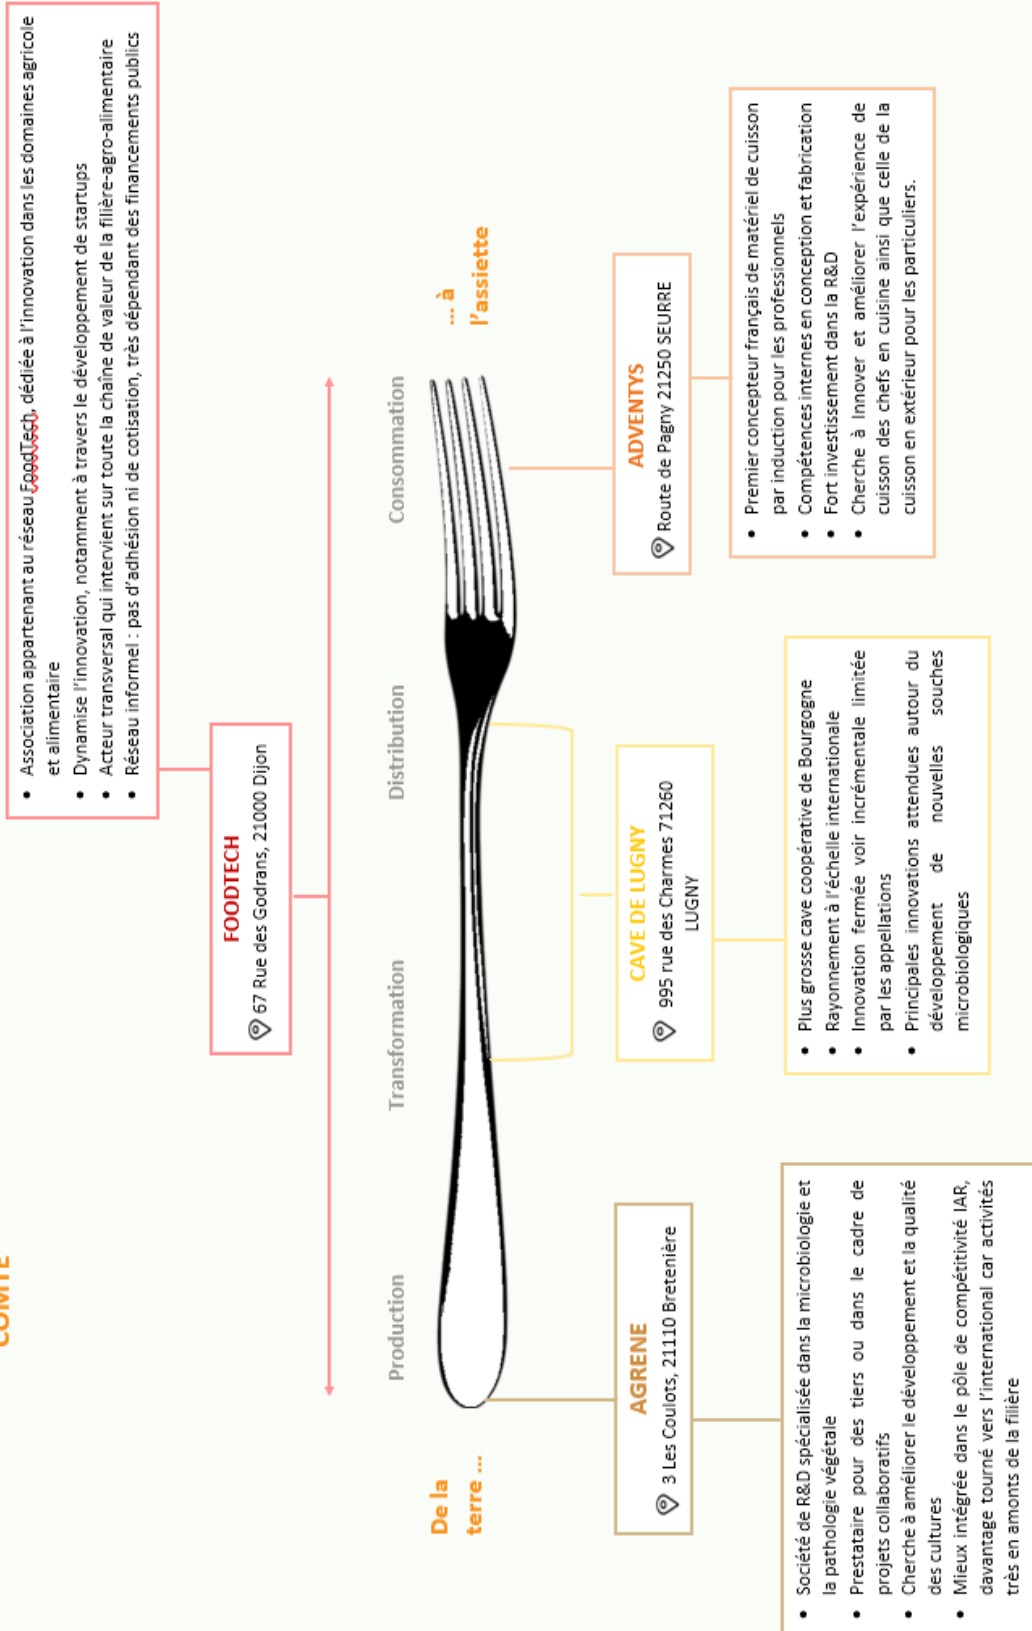 COMITE
• Association appartenant au réseau FoodTech, dédiée à l'innovation dans les domaines agricole
et alimentaire
• Dynamise l'innovation, notamment à travers le développement de startups
• Acteur transversal qui intervient sur toute la chaîne de valeur de la filière-agro-alimentaire
• Réseau informel : pas d'adhésion ni de cotisation, très dépendant des financements publics
FOODTECH
67 Rue des Godrans, 21000 Dijon
Production
Transformation
Distribution
Consommation
De la
terre ...
... à
l'assiette
AGRENE
3 Les Coulots, 21110 Bretenière
CAVE DE LUGNY
995 rue des Charmes 71260
LUGNY
ADVENTYS
Route de Pagny 21250 SEURRE
• Société de R&D spécialisée dans la microbiologie et
la pathologie végétale
• Prestataire pour des tiers ou dans le cadre de
projets collaboratifs
• Cherche à améliorer le développement et la qualité
des cultures
• Mieux intégrée dans le pôle de compétitivité IAR,
davantage tourné vers l'international car activités
très en amonts de la filière
• Plus grosse cave coopérative de Bourgogne
• Rayonnement à l'échelle internationale
• Innovation fermée voir incrémentale limitée
par les appellations
• Principales innovations attendues autour du
développement de nouvelles souches
microbiologiques
• Premier concepteur français de matériel de cuisson
par induction pour les professionnels
• Compétences internes en conception et fabrication
• Fort investissement dans la R&D
• Cherche à Innover et améliorer l'expérience de
cuisson des chefs en cuisine ainsi que celle de la
cuisson en extérieur pour les particuliers.